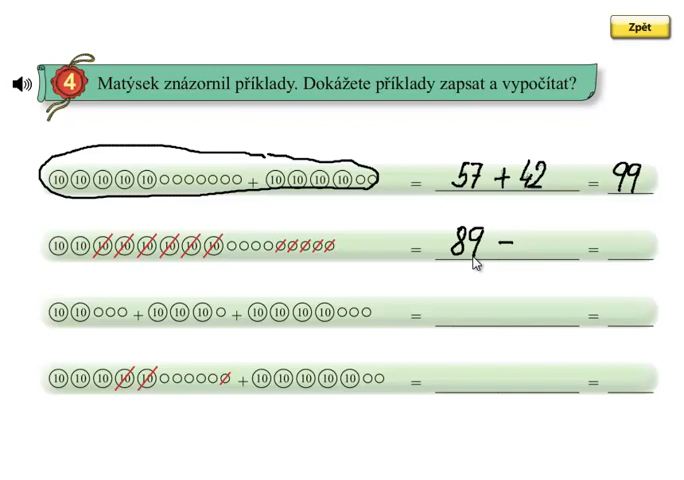 Zpět
4 Matýsek znázornil příklady. Dokážete příklady zapsat a vypočítat?
10 10 10 10 10 + 10 10 10 10 = 57 + 42 = 99
10 10 10 10 10 10 10 10 = 89 - =
10 10 + 10 10 10 + 10 10 10 10 = =
10 10 10 10 10 + 10 10 10 10 10 = =